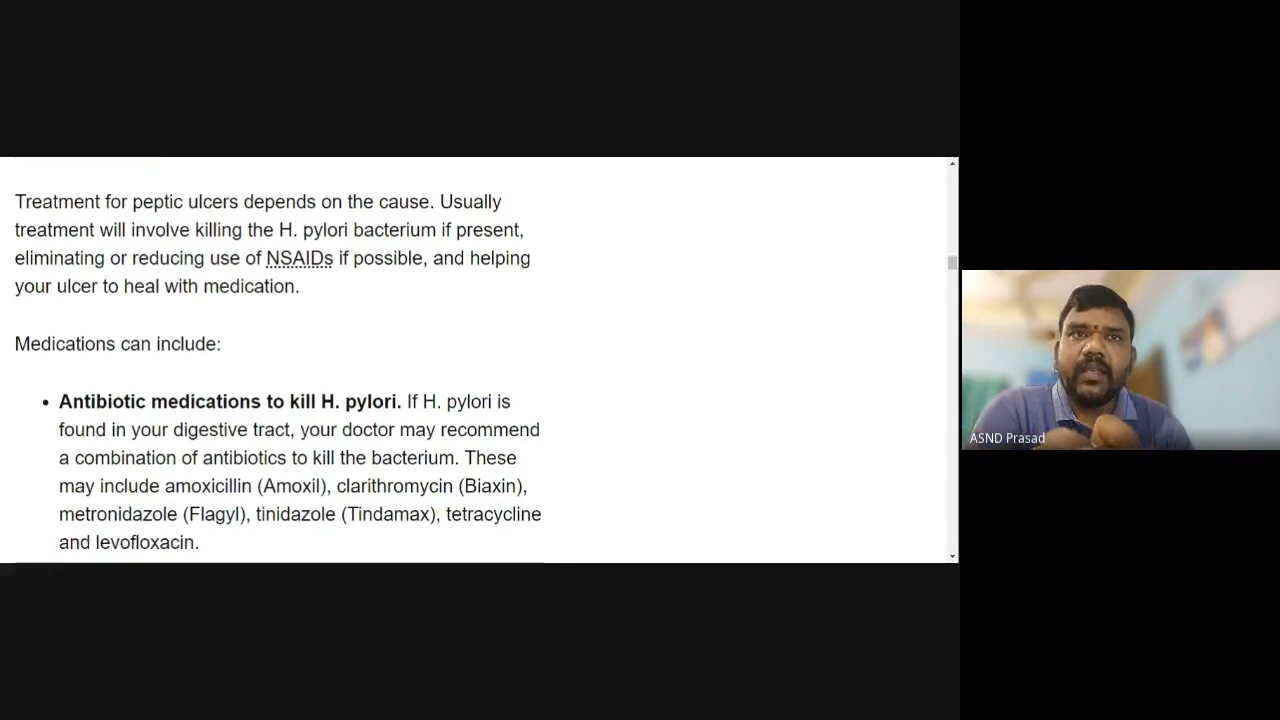 Treatment for peptic ulcers depends on the cause. Usually
treatment will involve killing the H. pylori bacterium if present,
eliminating or reducing use of NSAIDs if possible, and helping
your ulcer to heal with medication.
Medications can include:
• Antibiotic medications to kill H. pylori. If H. pylori is
found in your digestive tract, your doctor may recommend
a combination of antibiotics to kill the bacterium. These
may include amoxicillin (Amoxil), clarithromycin (Biaxin),
metronidazole (Flagyl), tinidazole (Tindamax), tetracycline
and levofloxacin.
ASND Prasad